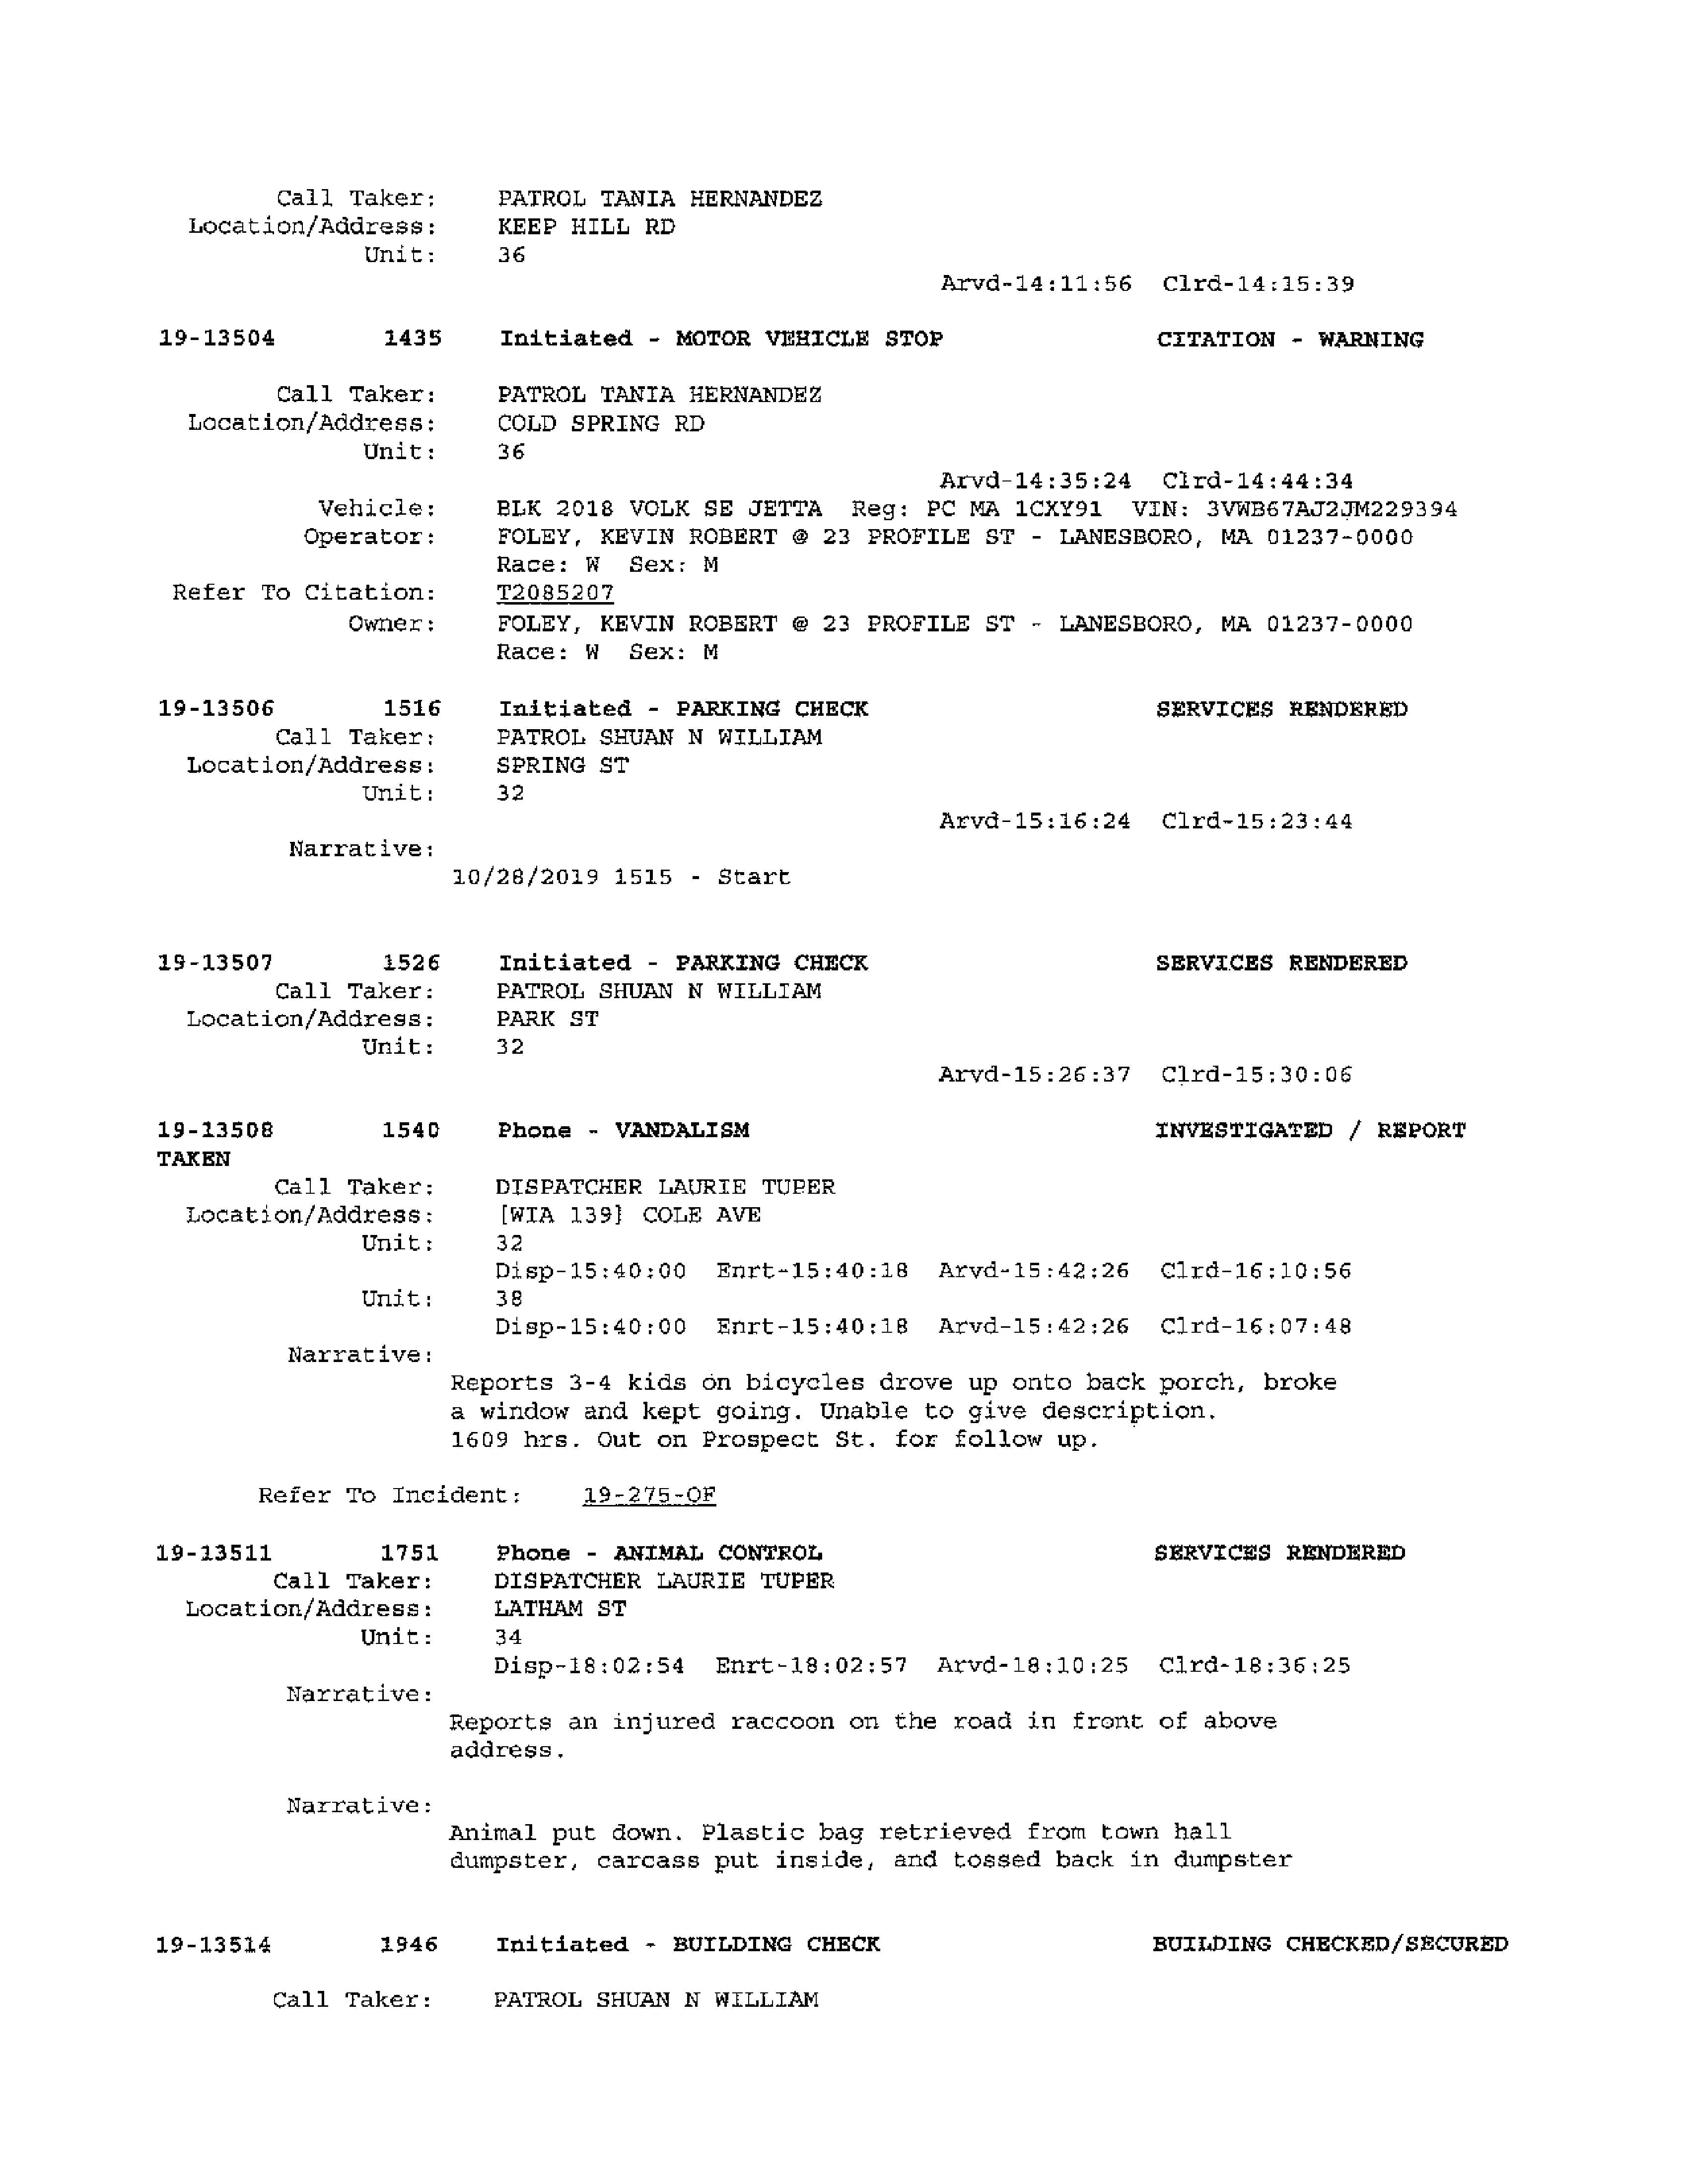 Call Taker: PATROL TANIA HERNANDEZ
Location/Address: KEEP HILL RD
Unit: 36
Arvd-14:11:56 Clrd-14:15:39
19-13504 1435 Initiated - MOTOR VEHICLE STOP CITATION - WARNING
Call Taker: PATROL TANIA HERNANDEZ
Location/Address: COLD SPRING RD
Unit: 36
Arvd-14:35:24 Clrd-14:44:34
Vehicle: BLK 2018 VOLK SE JETTA Reg: PC MA 1CXY91 VIN: 3VWB67AJ2JM229394
Operator: FOLEY, KEVIN ROBERT @ 23 PROFILE ST - LANESBORO, MA 01237-0000
Race: W Sex: M
Refer To Citation: T2085207
Owner: FOLEY, KEVIN ROBERT @ 23 PROFILE ST - LANESBORO, MA 01237-0000
Race: W Sex: M
19-13506 1516 Initiated - PARKING CHECK SERVICES RENDERED
Call Taker: PATROL SHUAN N WILLIAM
Location/Address: SPRING ST
Unit: 32
Arvd-15:16:24 Clrd-15:23:44
Narrative:
10/28/2019 1515 - Start
19-13507 1526 Initiated - PARKING CHECK SERVICES RENDERED
Call Taker: PATROL SHUAN N WILLIAM
Location/Address: PARK ST
Unit: 32
Arvd-15:26:37 Clrd-15:30:06
19-13508 1540 Phone - VANDALISM INVESTIGATED / REPORT
TAKEN
Call Taker: DISPATCHER LAURIE TUPER
Location/Address: [WIA 139] COLE AVE
Unit: 32
Disp-15:40:00 Enrt-15:40:18 Arvd-15:42:26 Clrd-16:10:56
Unit: 38
Disp-15:40:00 Enrt-15:40:18 Arvd-15:42:26 Clrd-16:07:48
Narrative:
Reports 3-4 kids on bicycles drove up onto back porch, broke
a window and kept going. Unable to give description.
1609 hrs. Out on Prospect St. for follow up.
Refer To Incident: 19-275-OF
19-13511 1751 Phone - ANIMAL CONTROL SERVICES RENDERED
Call Taker: DISPATCHER LAURIE TUPER
Location/Address: LATHAM ST
Unit: 34
Disp-18:02:54 Enrt-18:02:57 Arvd-18:10:25 Clrd-18:36:25
Narrative:
Reports an injured raccoon on the road in front of above
address.
Narrative:
Animal put down. Plastic bag retrieved from town hall
dumpster, carcass put inside, and tossed back in dumpster
19-13514 1946 Initiated - BUILDING CHECK BUILDING CHECKED/SECURED
Call Taker: PATROL SHUAN N WILLIAM